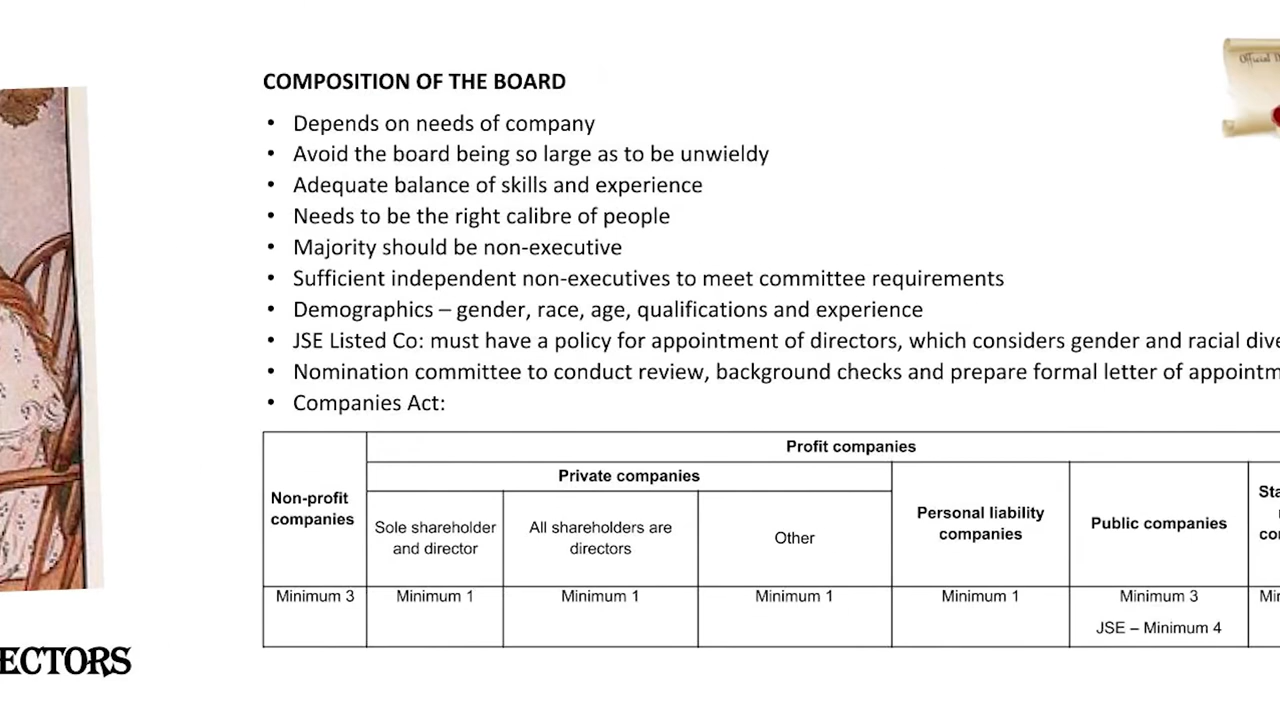 COMPOSITION OF THE BOARD
• Depends on needs of company
• Avoid the board being so large as to be unwieldy
• Adequate balance of skills and experience
• Needs to be the right calibre of people
• Majority should be non-executive
• Sufficient independent non-executives to meet committee requirements
• Demographics – gender, race, age, qualifications and experience
• JSE Listed Co: must have a policy for appointment of directors, which considers gender and racial
• Nomination committee to conduct review, background checks and prepare formal letter of
• Companies Act:
Profit companies
Private companies
Non-profit companies
Sole shareholder and director
All shareholders are directors
Other
Personal liability companies
Public companies
Minimum 3
Minimum 1
Minimum 1
Minimum 1
Minimum 1
Minimum 3
JSE – Minimum 4
ECTORS
Official